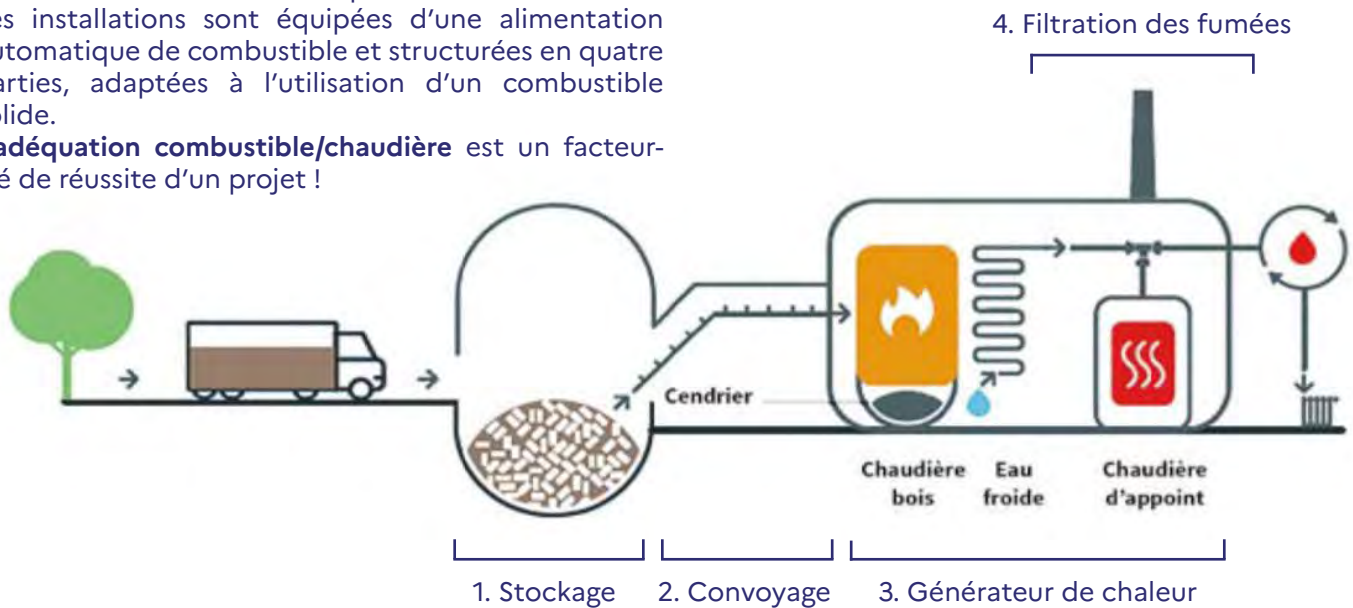 es installations sont équipées d'une alimentation
utomatique de combustible et structurées en quatre
arties, adaptées à l'utilisation d'un combustible
olide.
adéquation combustible/chaudière est un facteur-
é de réussite d'un projet !
4. Filtration des fumées
Cendrier
Chaudière bois
Eau froide
Chaudière d'appoint
1. Stockage
2. Convoyage
3. Générateur de chaleur